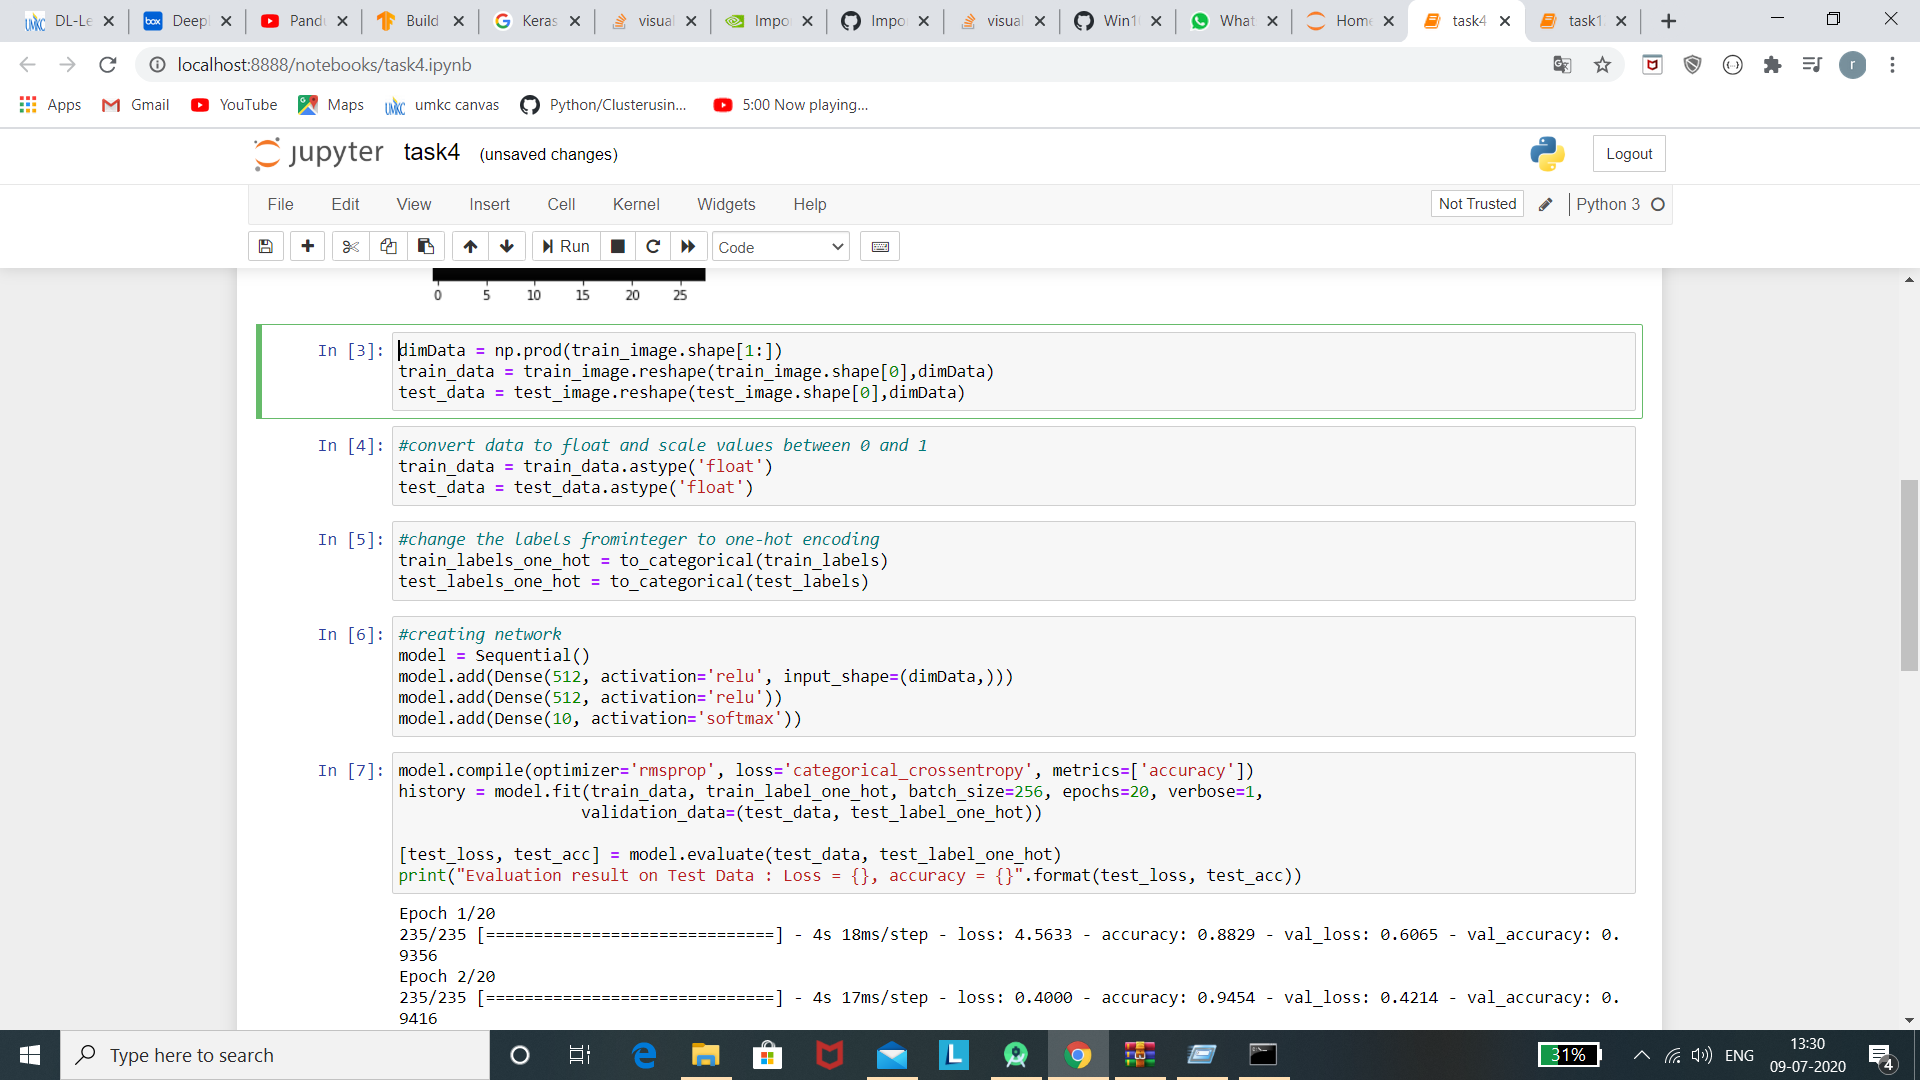 DL-Le
Deepl
Pand
Build
Keras
visual
Impo
Impo
visual
Win1
What
Home
task4
task1
localhost:8888/notebooks/task4.ipynb
r
Apps
Gmail
YouTube
Maps
umkc canvas
Python/Clusterusin...
5:00 Now playing...
jupyter task4 (unsaved changes)
Logout
File Edit View Insert Cell Kernel Widgets Help
Not Trusted
Python 3
Run
Code
0 5 10 15 20 25
In [3]: dimData = np.prod(train_image.shape[1:])
train_data = train_image.reshape(train_image.shape[0],dimData)
test_data = test_image.reshape(test_image.shape[0],dimData)
In [4]: #convert data to float and scale values between 0 and 1
train_data = train_data.astype('float')
test_data = test_data.astype('float')
In [5]: #change the labels frominteger to one-hot encoding
train_labels_one_hot = to_categorical(train_labels)
test_labels_one_hot = to_categorical(test_labels)
In [6]: #creating network
model = Sequential()
model.add(Dense(512, activation='relu', input_shape=(dimData,)))
model.add(Dense(512, activation='relu'))
model.add(Dense(10, activation='softmax'))
In [7]: model.compile(optimizer='rmsprop', loss='categorical_crossentropy', metrics=['accuracy'])
history = model.fit(train_data, train_label_one_hot, batch_size=256, epochs=20, verbose=1,
validation_data=(test_data, test_label_one_hot))
[test_loss, test_acc] = model.evaluate(test_data, test_label_one_hot)
print("Evaluation result on Test Data : Loss = {}, accuracy = {}".format(test_loss, test_acc))
Epoch 1/20
235/235 [==============================] - 4s 18ms/step - loss: 4.5633 - accuracy: 0.8829 - val_loss: 0.6065 - val_accuracy: 0.
9356
Epoch 2/20
235/235 [==============================] - 4s 17ms/step - loss: 0.4000 - accuracy: 0.9454 - val_loss: 0.4214 - val_accuracy: 0.
9416
Type here to search
31%
ENG
13:30
09-07-2020
4